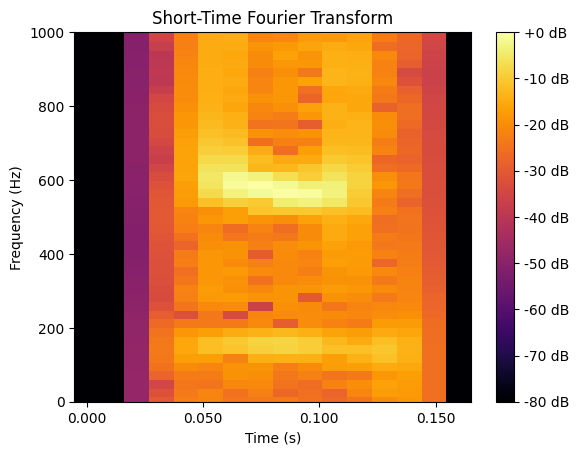 Short-Time Fourier Transform
1000
800
600
400
200
0
Frequency (Hz)
0.000
0.050
0.100
0.150
Time (s)
+0 dB
-10 dB
-20 dB
-30 dB
-40 dB
-50 dB
-60 dB
-70 dB
-80 dB